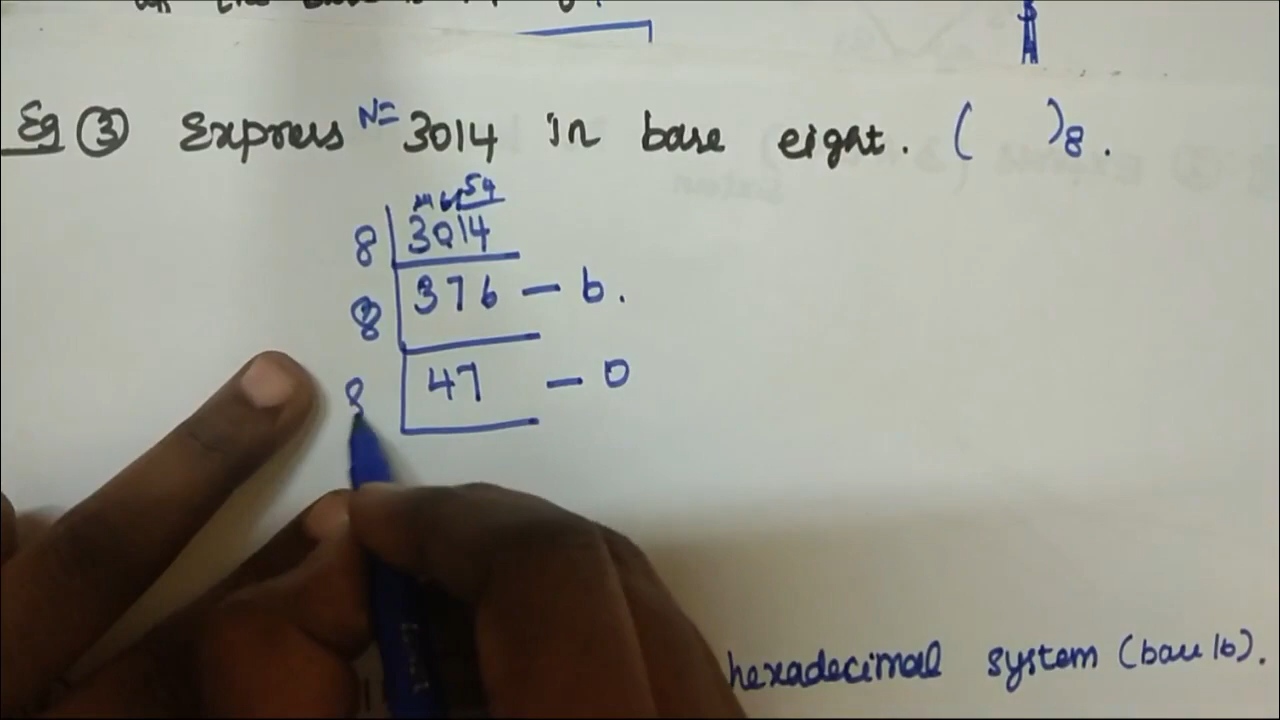 Eg ③ Express N= 3014 in base eight. ( )₈.
54
8 | 3014
8 | 376 — 6.
8 | 47 — 0
hexadecimal system (base 16).